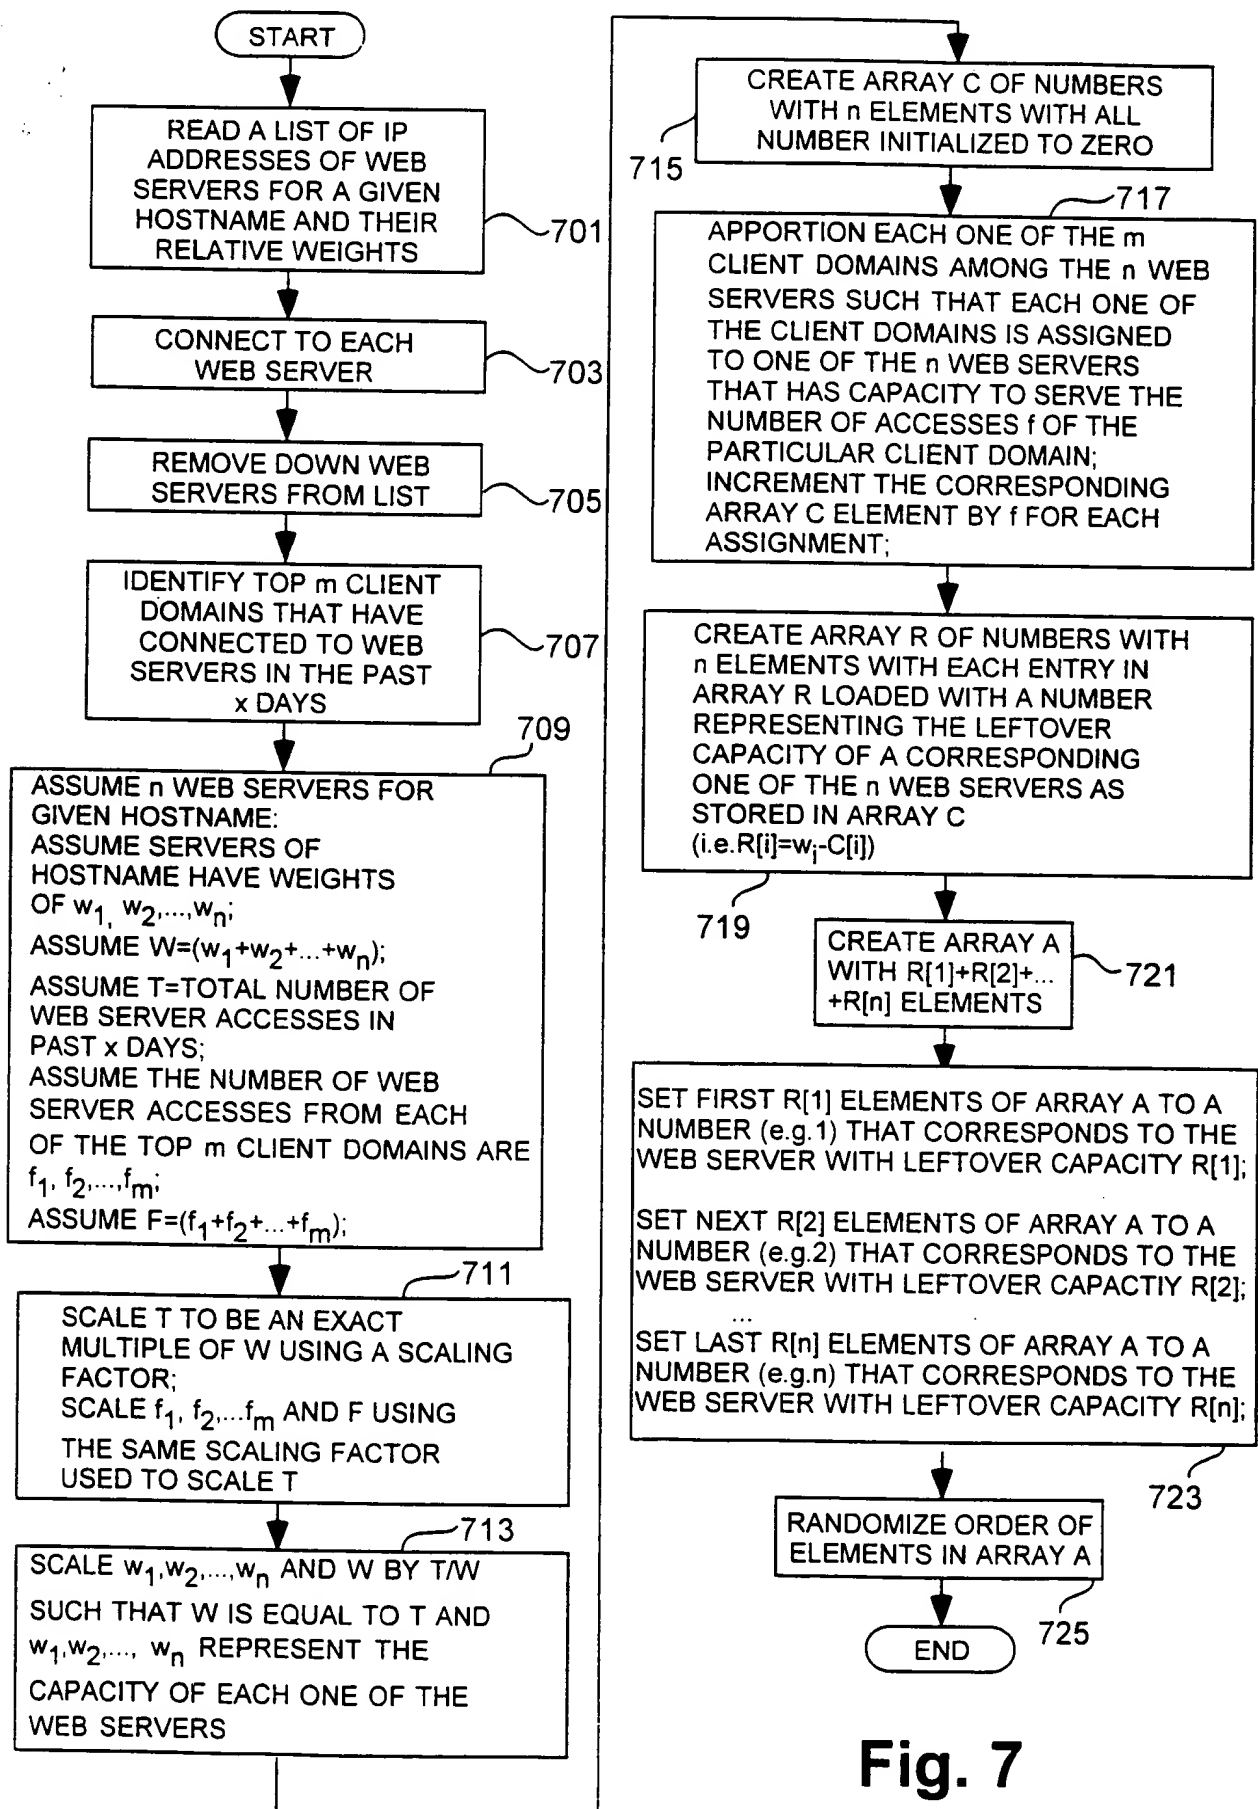 START
READ A LIST OF IP
ADDRESSES OF WEB
SERVERS FOR A GIVEN
HOSTNAME AND THEIR
RELATIVE WEIGHTS
701
CONNECT TO EACH
WEB SERVER
703
REMOVE DOWN WEB
SERVERS FROM LIST
705
IDENTIFY TOP m CLIENT
DOMAINS THAT HAVE
CONNECTED TO WEB
SERVERS IN THE PAST
x DAYS
707
709
ASSUME n WEB SERVERS FOR
GIVEN HOSTNAME:
ASSUME SERVERS OF
HOSTNAME HAVE WEIGHTS
OF w1, w2,...,wn;
ASSUME W=(w1+w2+...+wn);
ASSUME T=TOTAL NUMBER OF
WEB SERVER ACCESSES IN
PAST x DAYS;
ASSUME THE NUMBER OF WEB
SERVER ACCESSES FROM EACH
OF THE TOP m CLIENT DOMAINS ARE
f1, f2,...,fm;
ASSUME F=(f1+f2+...+fm);
711
SCALE T TO BE AN EXACT
MULTIPLE OF W USING A SCALING
FACTOR;
SCALE f1, f2,...fm AND F USING
THE SAME SCALING FACTOR
USED TO SCALE T
713
SCALE w1,w2,...,wn AND W BY T/W
SUCH THAT W IS EQUAL TO T AND
w1,w2,..., wn REPRESENT THE
CAPACITY OF EACH ONE OF THE
WEB SERVERS
CREATE ARRAY C OF NUMBERS
WITH n ELEMENTS WITH ALL
NUMBER INITIALIZED TO ZERO
715
717
APPORTION EACH ONE OF THE m
CLIENT DOMAINS AMONG THE n WEB
SERVERS SUCH THAT EACH ONE OF
THE CLIENT DOMAINS IS ASSIGNED
TO ONE OF THE n WEB SERVERS
THAT HAS CAPACITY TO SERVE THE
NUMBER OF ACCESSES f OF THE
PARTICULAR CLIENT DOMAIN;
INCREMENT THE CORRESPONDING
ARRAY C ELEMENT BY f FOR EACH
ASSIGNMENT;
CREATE ARRAY R OF NUMBERS WITH
n ELEMENTS WITH EACH ENTRY IN
ARRAY R LOADED WITH A NUMBER
REPRESENTING THE LEFTOVER
CAPACITY OF A CORRESPONDING
ONE OF THE n WEB SERVERS AS
STORED IN ARRAY C
(i.e.R[i]=wi-C[i])
719
CREATE ARRAY A
WITH R[1]+R[2]+...
+R[n] ELEMENTS
721
SET FIRST R[1] ELEMENTS OF ARRAY A TO A
NUMBER (e.g.1) THAT CORRESPONDS TO THE
WEB SERVER WITH LEFTOVER CAPACITY R[1];
SET NEXT R[2] ELEMENTS OF ARRAY A TO A
NUMBER (e.g.2) THAT CORRESPONDS TO THE
WEB SERVER WITH LEFTOVER CAPACTIY R[2];
...
SET LAST R[n] ELEMENTS OF ARRAY A TO A
NUMBER (e.g.n) THAT CORRESPONDS TO THE
WEB SERVER WITH LEFTOVER CAPACITY R[n];
723
RANDOMIZE ORDER OF
ELEMENTS IN ARRAY A
725
END
Fig. 7